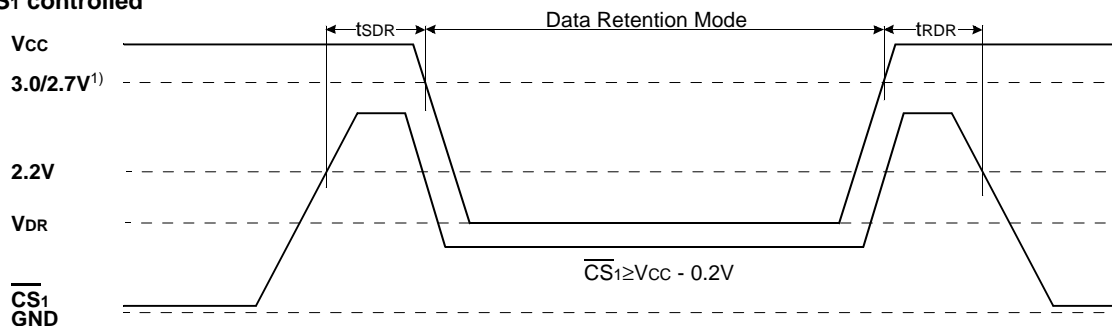 S1 controlled
Data Retention Mode
tSDR
tRDR
VCC
3.0/2.7V1)
2.2V
VDR
CS1≥VCC - 0.2V
CS1
GND